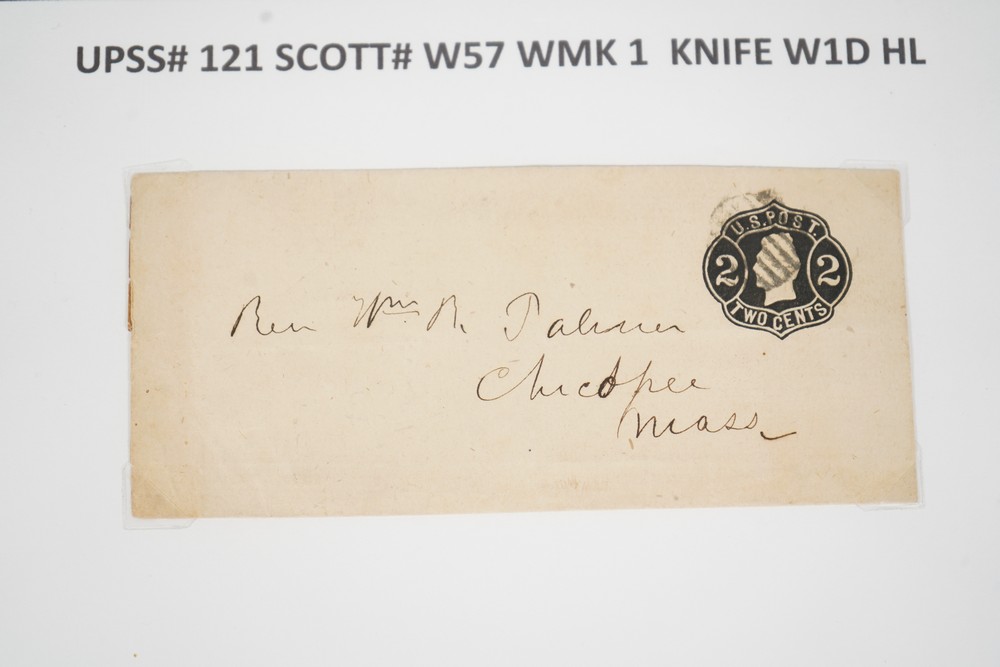 UPSS# 121 SCOTT# W57 WMK 1 KNIFE W1D HL
U.S. POST.
2 2
TWO CENTS
Rev Wm R. Palmer
Chicopee
Mass